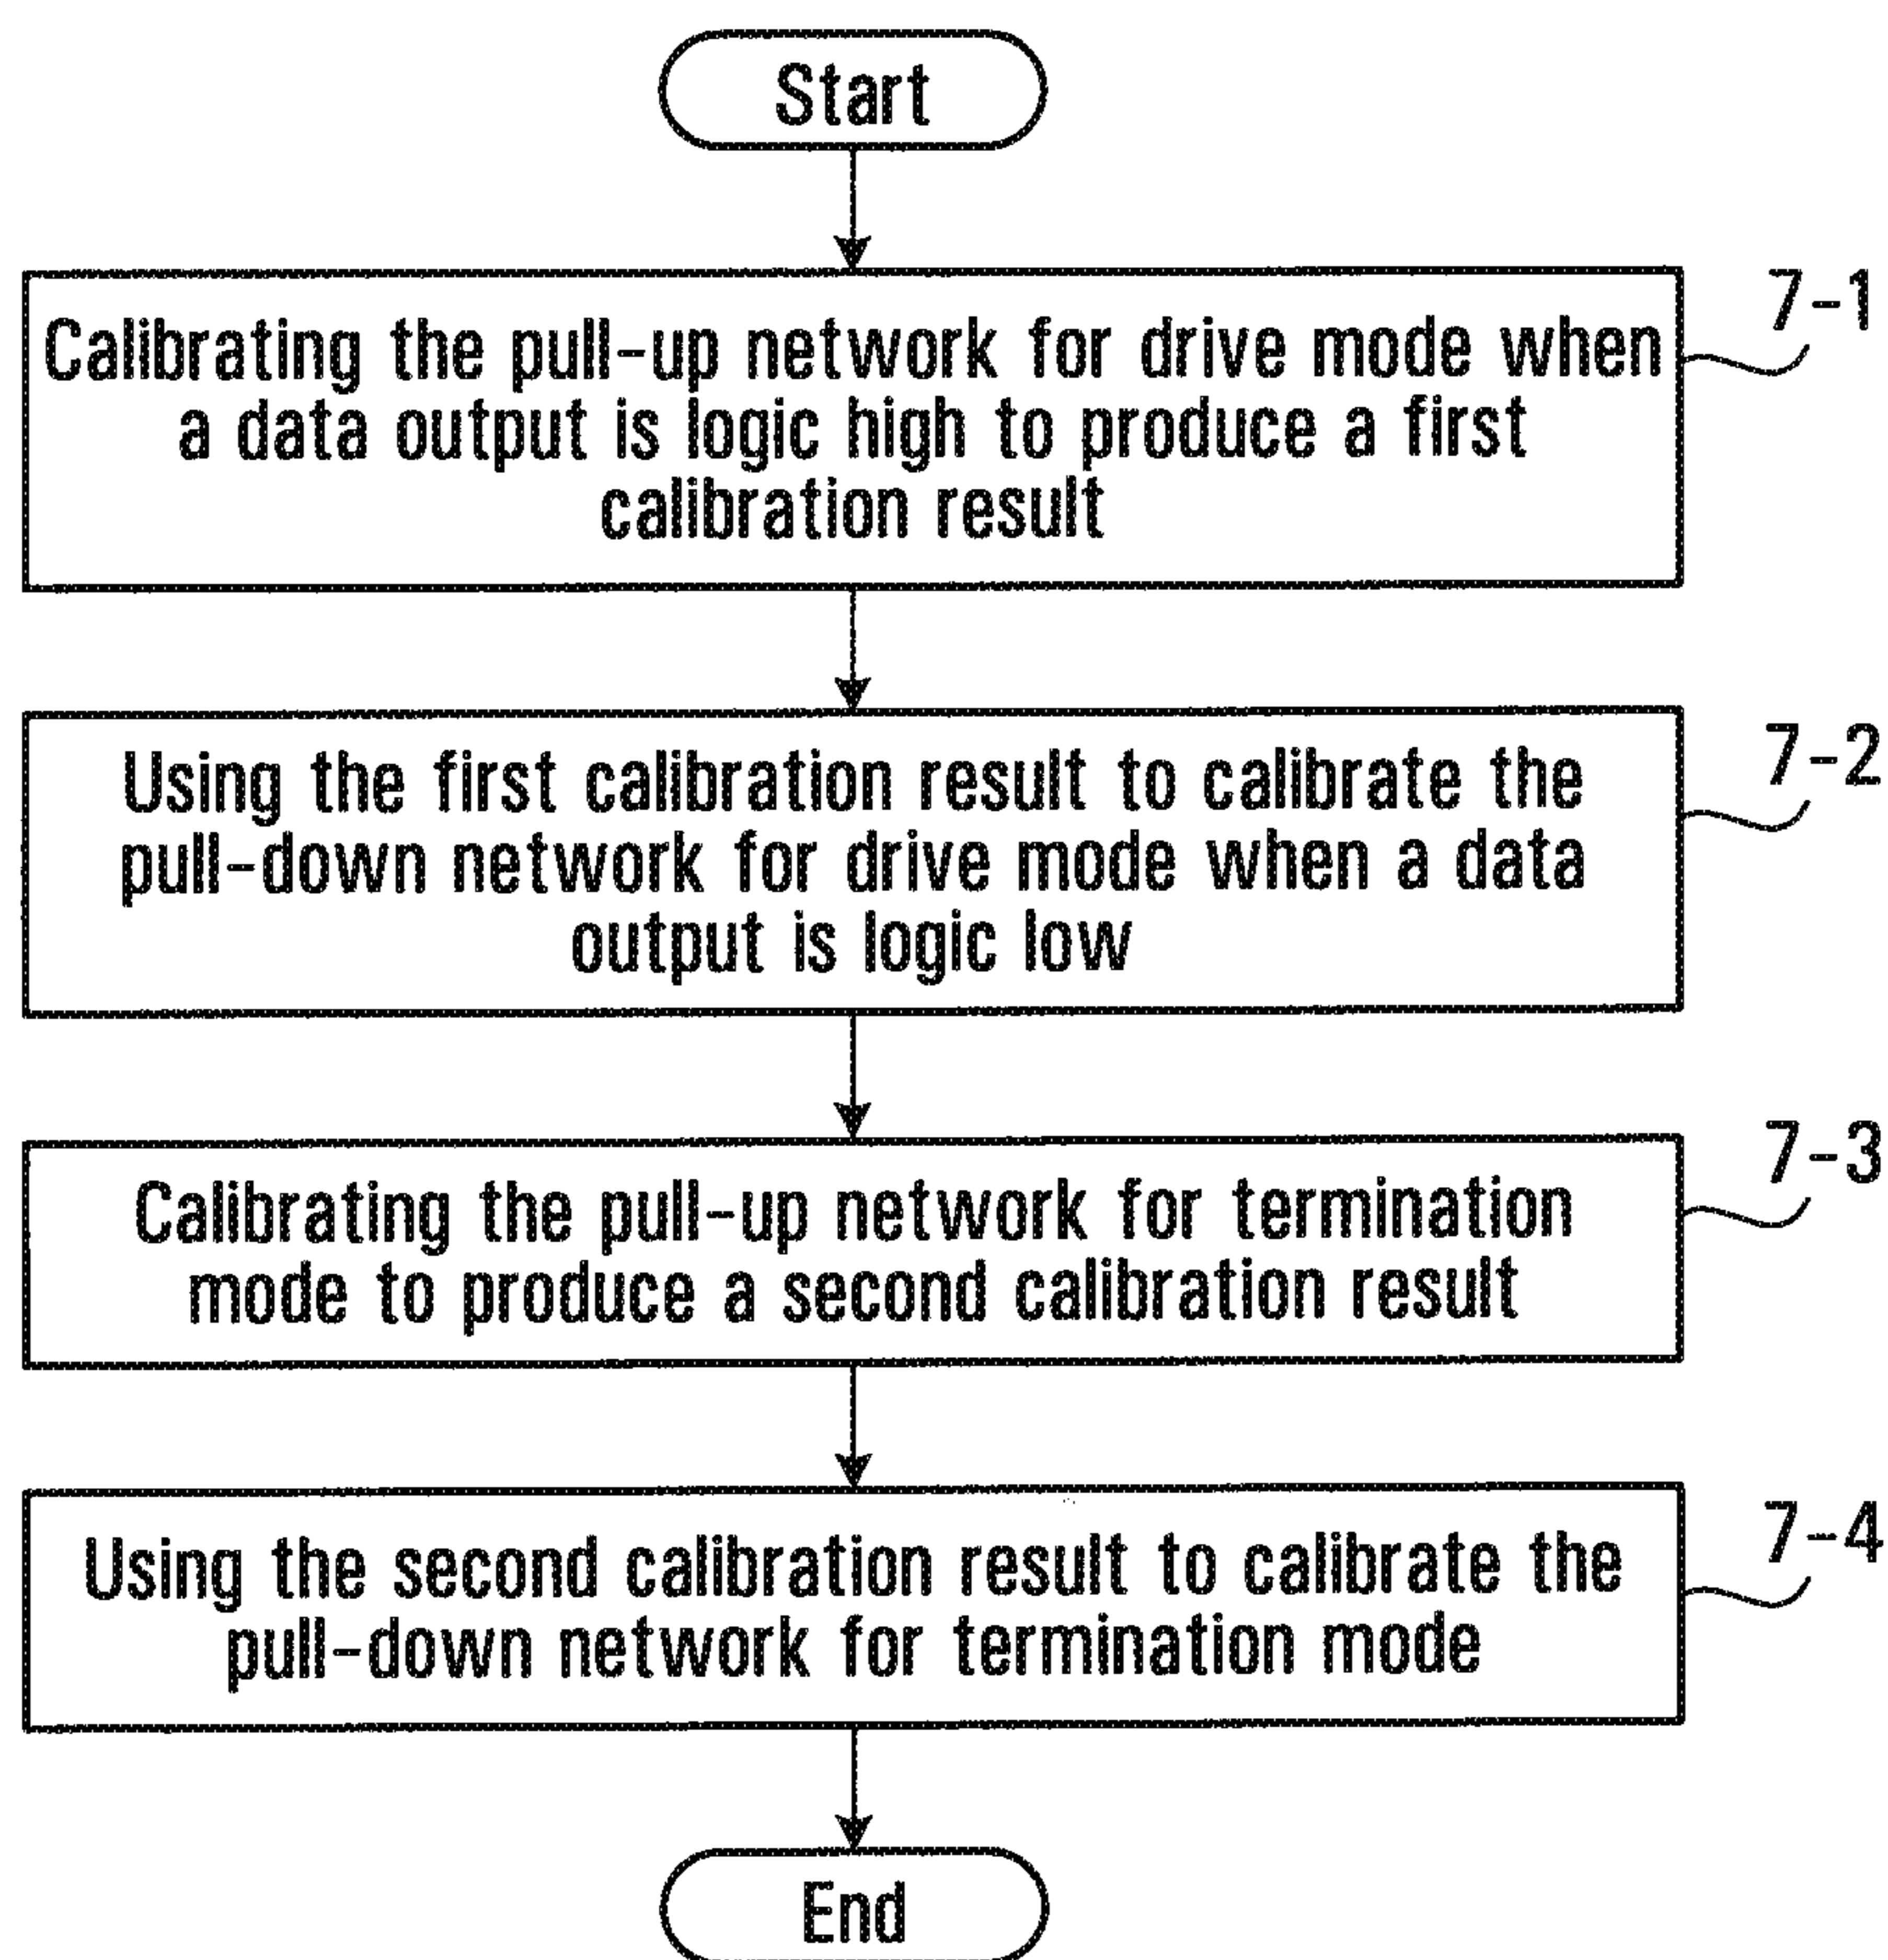 Start
7-1
Calibrating the pull-up network for drive mode when
a data output is logic high to produce a first
calibration result
7-2
Using the first calibration result to calibrate the
pull-down network for drive mode when a data
output is logic low
7-3
Calibrating the pull-up network for termination
mode to produce a second calibration result
7-4
Using the second calibration result to calibrate the
pull-down network for termination mode
End